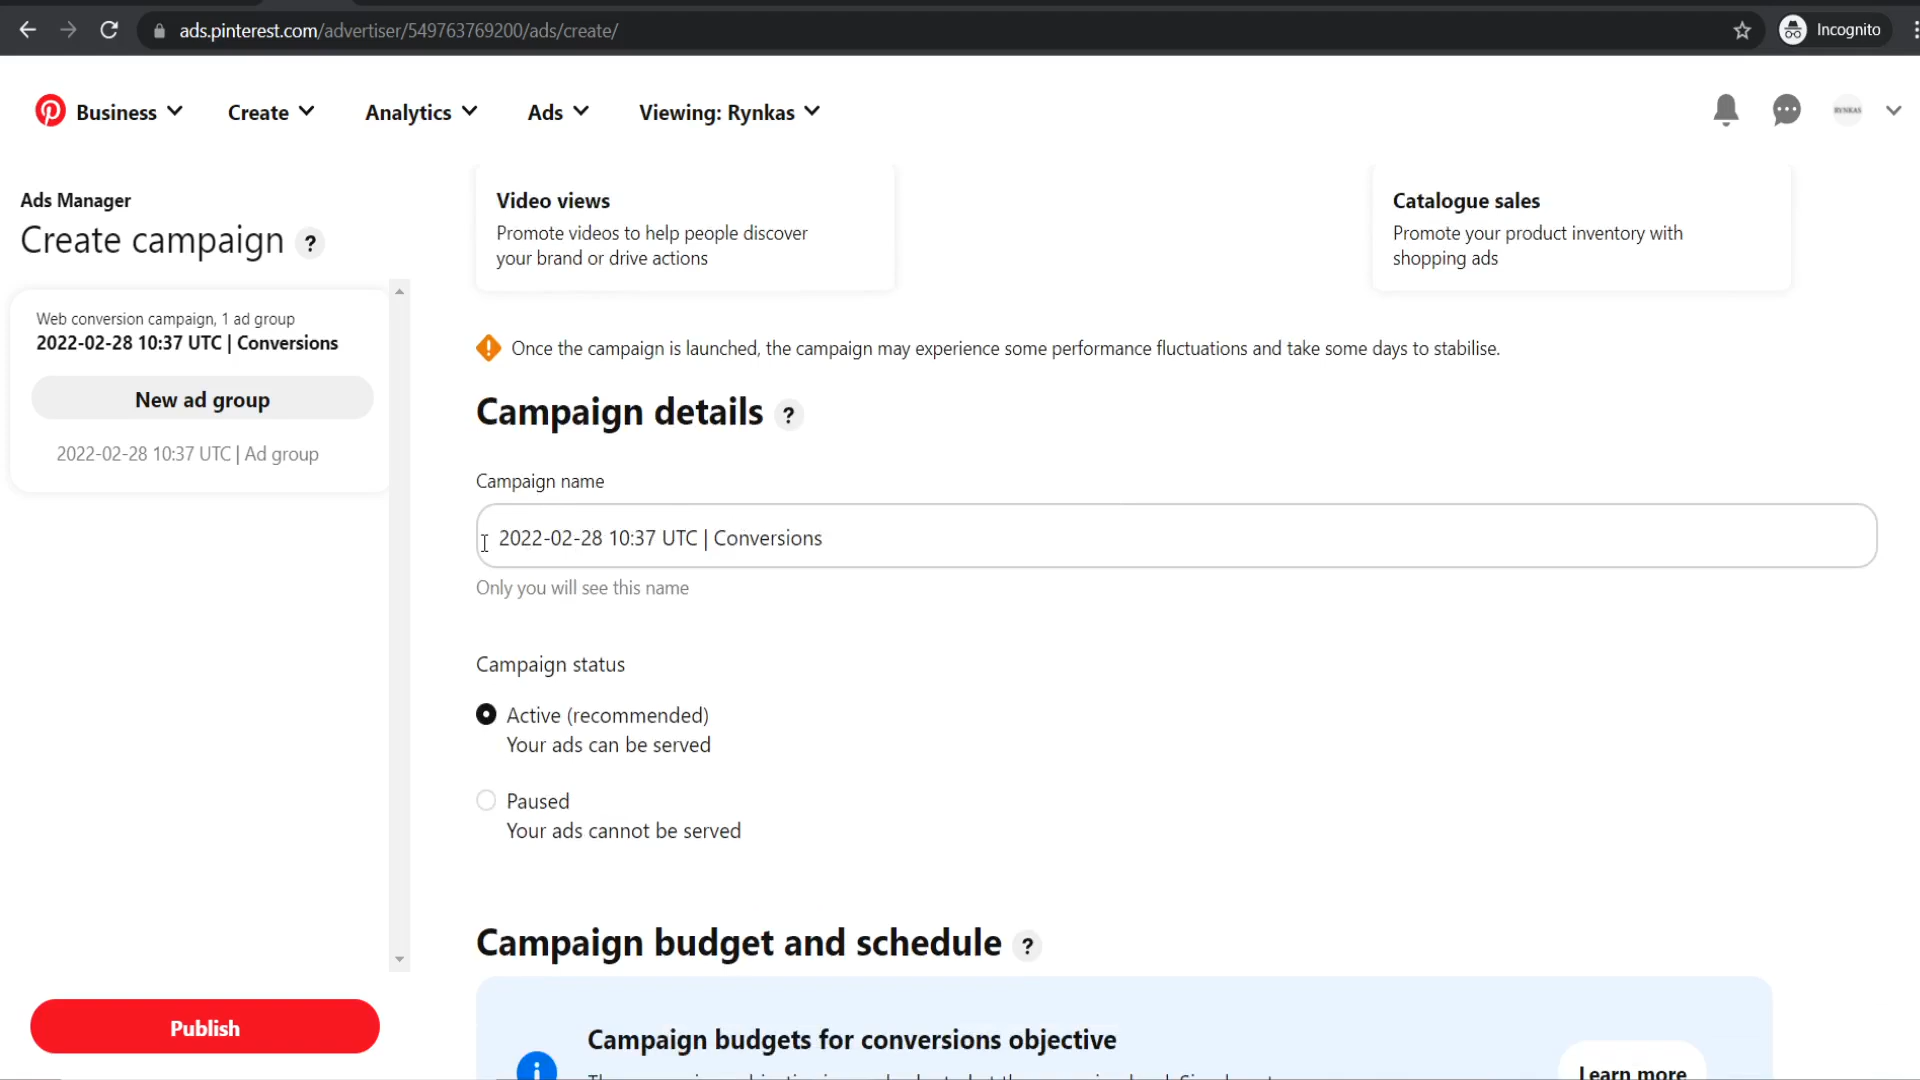 ads.pinterest.com/advertiser/549763769200/ads/create/
Incognito
Business
Create
Analytics
Ads
Viewing: Rynkas
RYNKAS
Ads Manager
Create campaign ?
Web conversion campaign, 1 ad group
2022-02-28 10:37 UTC | Conversions
New ad group
2022-02-28 10:37 UTC | Ad group
Publish
Video views
Promote videos to help people discover
your brand or drive actions
Catalogue sales
Promote your product inventory with
shopping ads
Once the campaign is launched, the campaign may experience some performance fluctuations and take some days to stabilise.
Campaign details ?
Campaign name
2022-02-28 10:37 UTC | Conversions
Only you will see this name
Campaign status
Active (recommended)
Your ads can be served
Paused
Your ads cannot be served
Campaign budget and schedule ?
Campaign budgets for conversions objective
Learn more